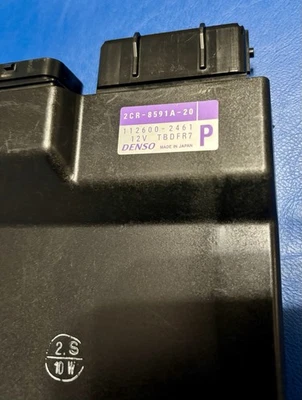 2CR-8591A-20
112600-2461
12V TBDFR7
DENSO MADE IN JAPAN
P
2.S
10W